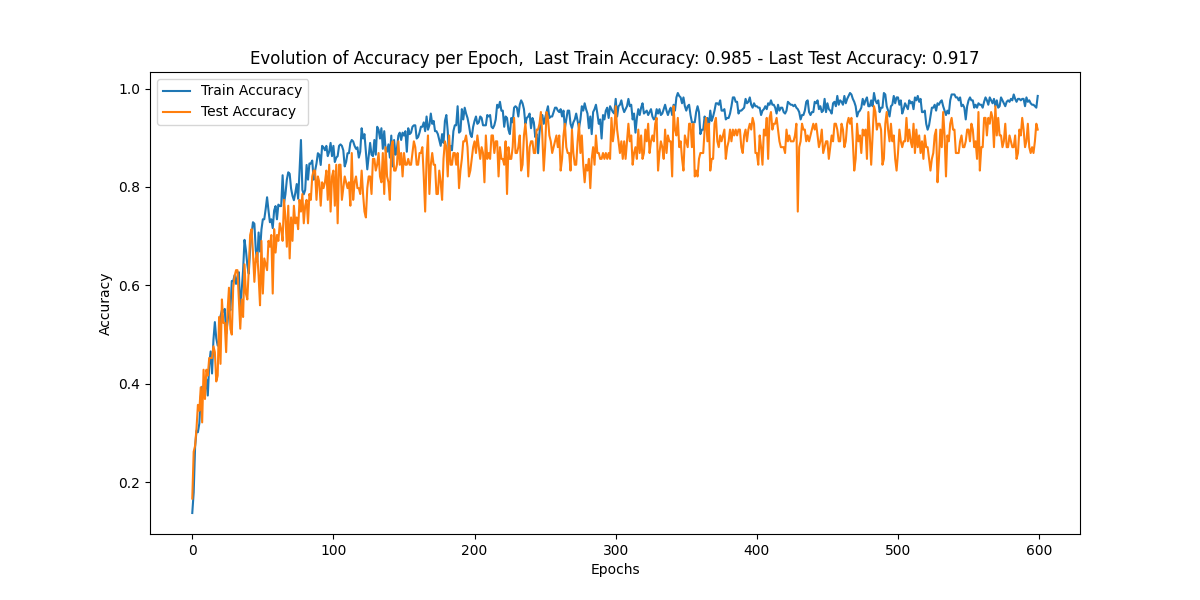 Evolution of Accuracy per Epoch,  Last Train Accuracy: 0.985 - Last Test Accuracy: 0.917
Train Accuracy
Test Accuracy
1.0
0.8
0.6
0.4
0.2
Accuracy
0 100 200 300 400 500 600
Epochs